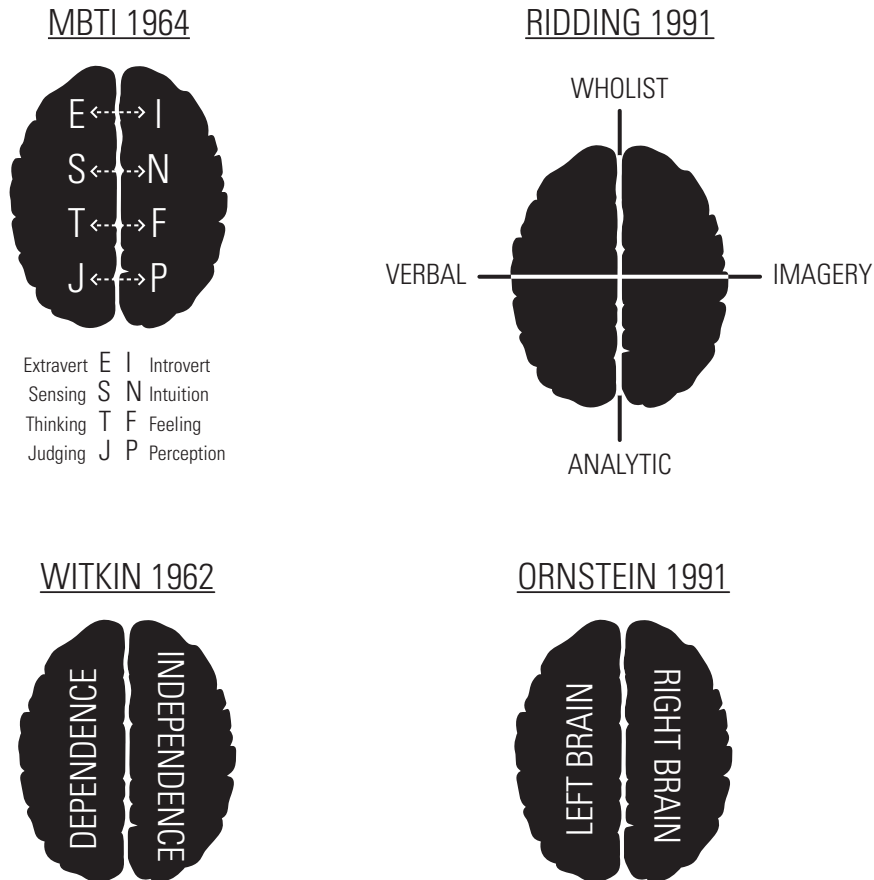 MBTI 1964
E I
S N
T F
J P
Extravert E I Introvert
Sensing S N Intuition
Thinking T F Feeling
Judging J P Perception
RIDDING 1991
WHOLIST
VERBAL IMAGERY
ANALYTIC
WITKIN 1962
DEPENDENCE
INDEPENDENCE
ORNSTEIN 1991
LEFT BRAIN
RIGHT BRAIN